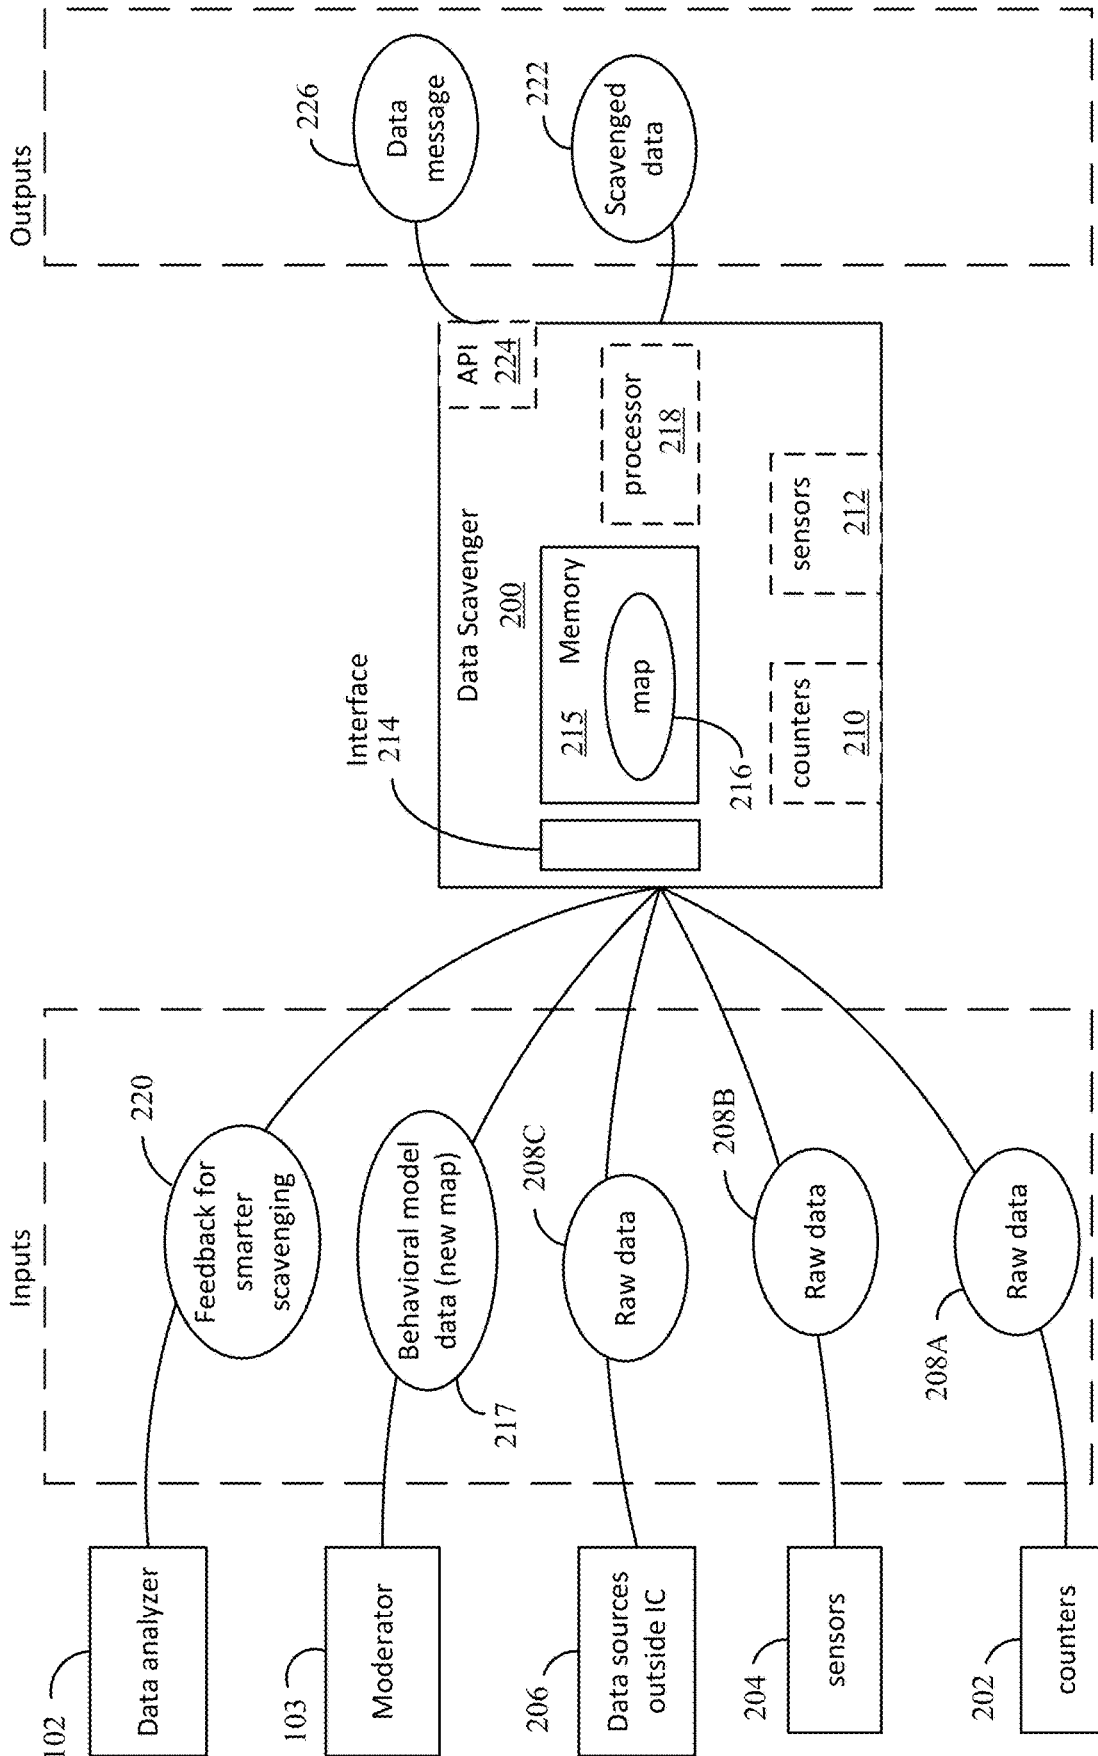 Inputs
Outputs
102
Data analyzer
220
Feedback for
smarter
scavenging
103
Moderator
Behavioral model
data (new map)
217
206
Data sources
outside IC
208C
Raw data
204
sensors
208B
Raw data
202
counters
208A
Raw data
Interface
214
Data Scavenger
200
API
224
215
Memory
map
216
processor
218
counters
210
sensors
212
226
Data
message
222
Scavenged
data